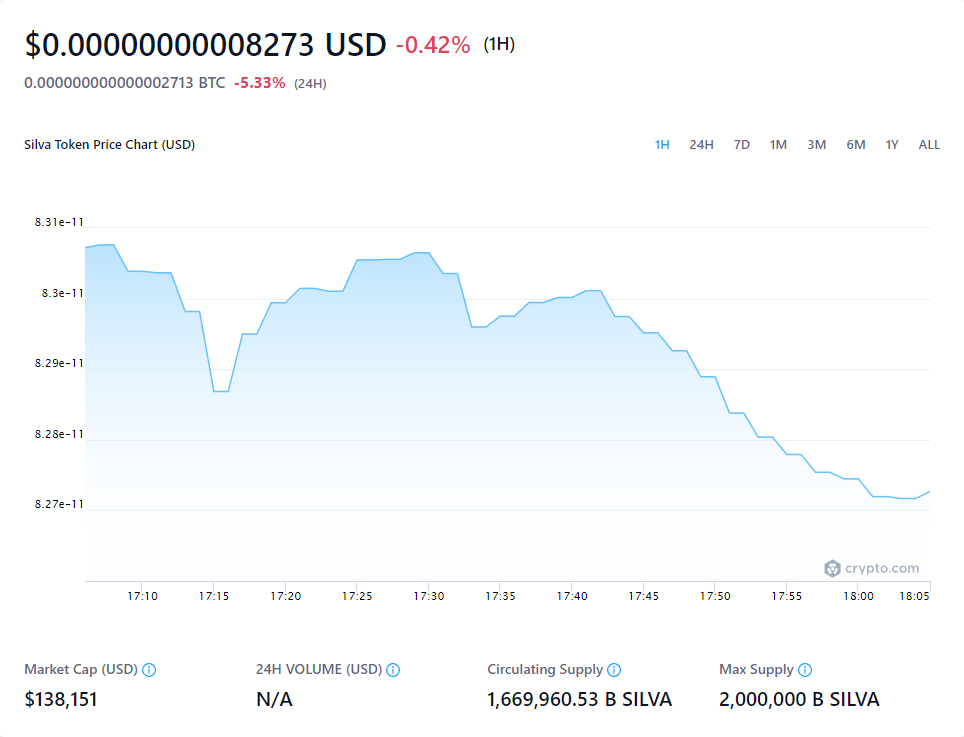 $0.00000000008273 USD -0.42% (1H)
0.000000000000002713 BTC -5.33% (24H)
Silva Token Price Chart (USD) 1H 24H 7D 1M 3M 6M 1Y ALL
8.31e-11
8.3e-11
8.29e-11
8.28e-11
8.27e-11
crypto.com
17:10 17:15 17:20 17:25 17:30 17:35 17:40 17:45 17:50 17:55 18:00 18:05
Market Cap (USD) 24H VOLUME (USD) Circulating Supply Max Supply
$138,151 N/A 1,669,960.53 B SILVA 2,000,000 B SILVA